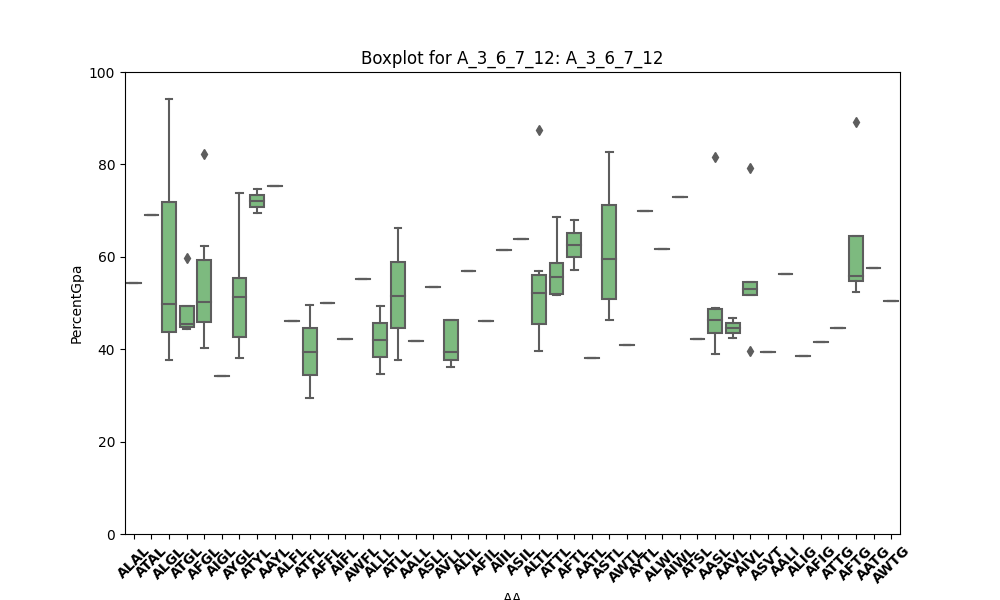 Boxplot for A_3_6_7_12: A_3_6_7_12
100
80
60
40
20
0
PercentGpa
ALAL ATAL ALGL ATGL AFGL AIGL AYGL ATYL AAYL ALFL ATFL AFFL AIFL AWFL ALLL ATLL AALL ASLL AVLL ALIL AFIL AIIL ASIL ALTL ATTL AFTL AATL ASTL AWTL AYTL ALWL AIWL ATSL AASL AAVL AIVL ASVT AALI ALIG AFIG ATTG AFTG AATG AWTG
AA